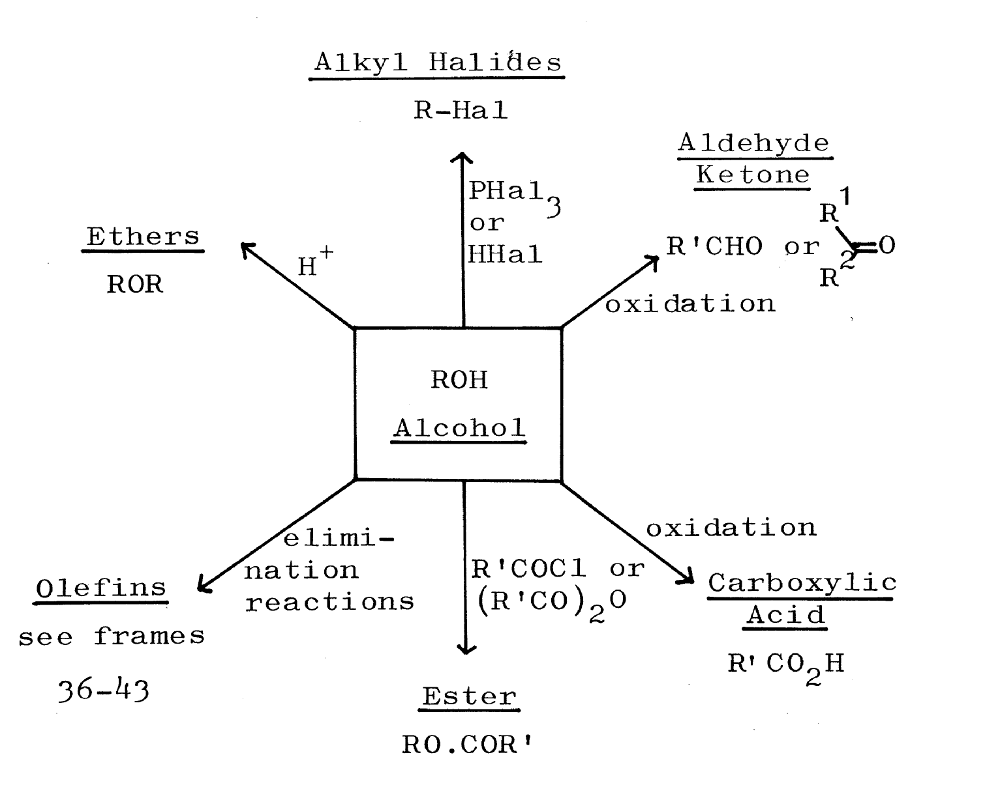 Alkyl Halides
R-Hal
Aldehyde
Ketone
PHal₃
or
HHal
R¹
R'CHO or =O
R²
Ethers
ROR
H⁺
oxidation
ROH
Alcohol
elimi-
nation
reactions
Olefins
see frames
36-43
R'COCl or
(R'CO)₂O
oxidation
Carboxylic
Acid
R'CO₂H
Ester
RO.COR'